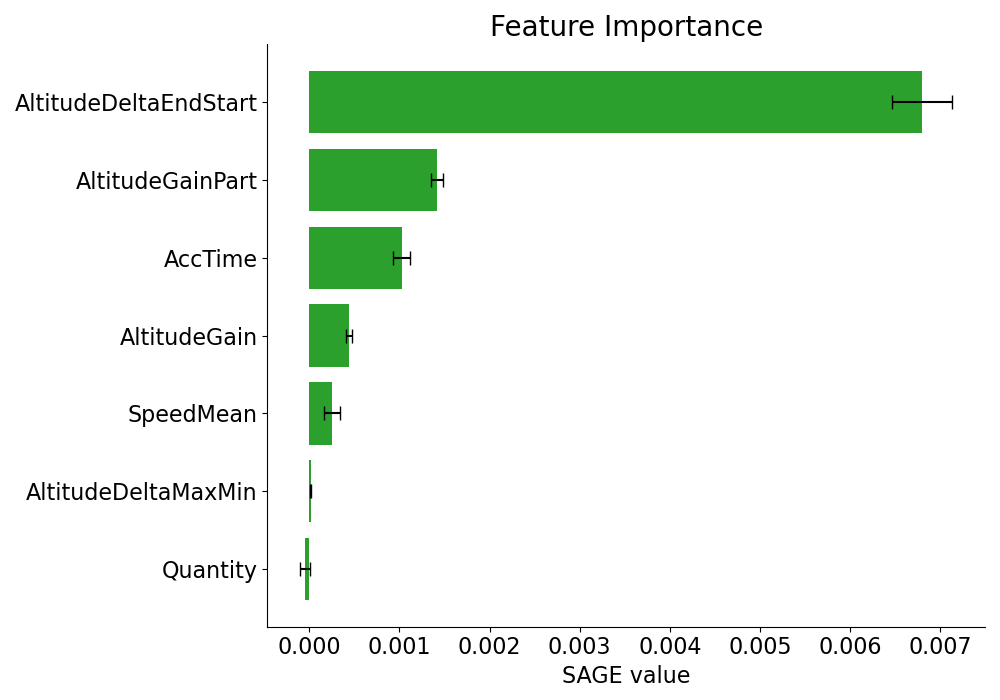 Feature Importance
AltitudeDeltaEndStart
AltitudeGainPart
AccTime
AltitudeGain
SpeedMean
AltitudeDeltaMaxMin
Quantity
0.000 0.001 0.002 0.003 0.004 0.005 0.006 0.007
SAGE value